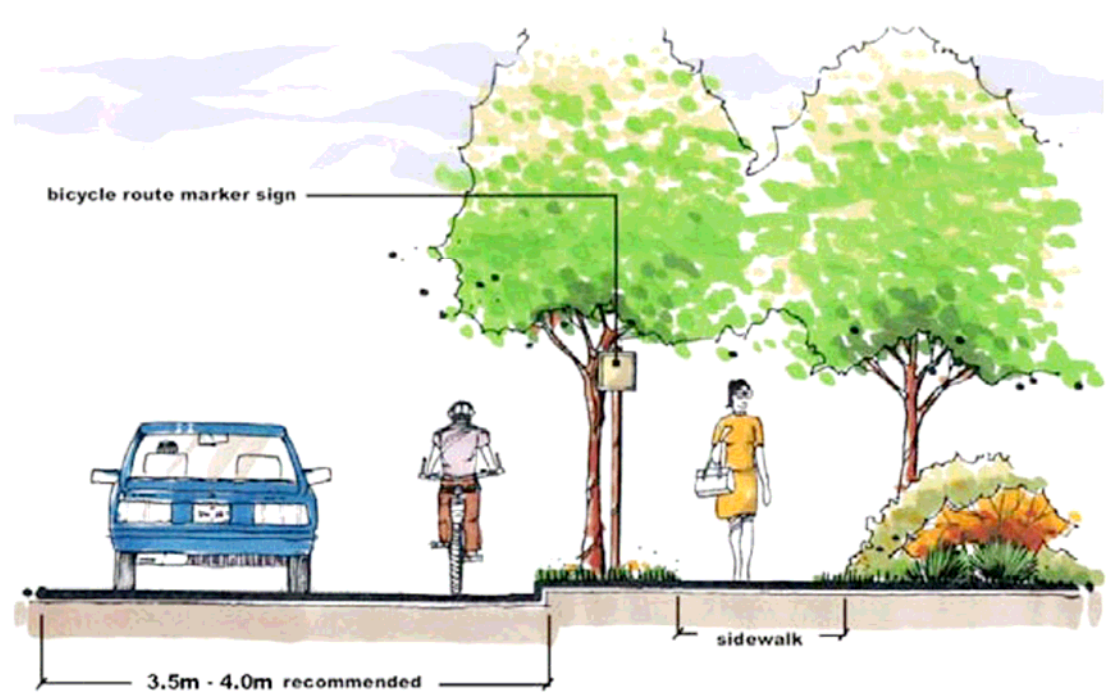 bicycle route marker sign
sidewalk
3.5m - 4.0m recommended